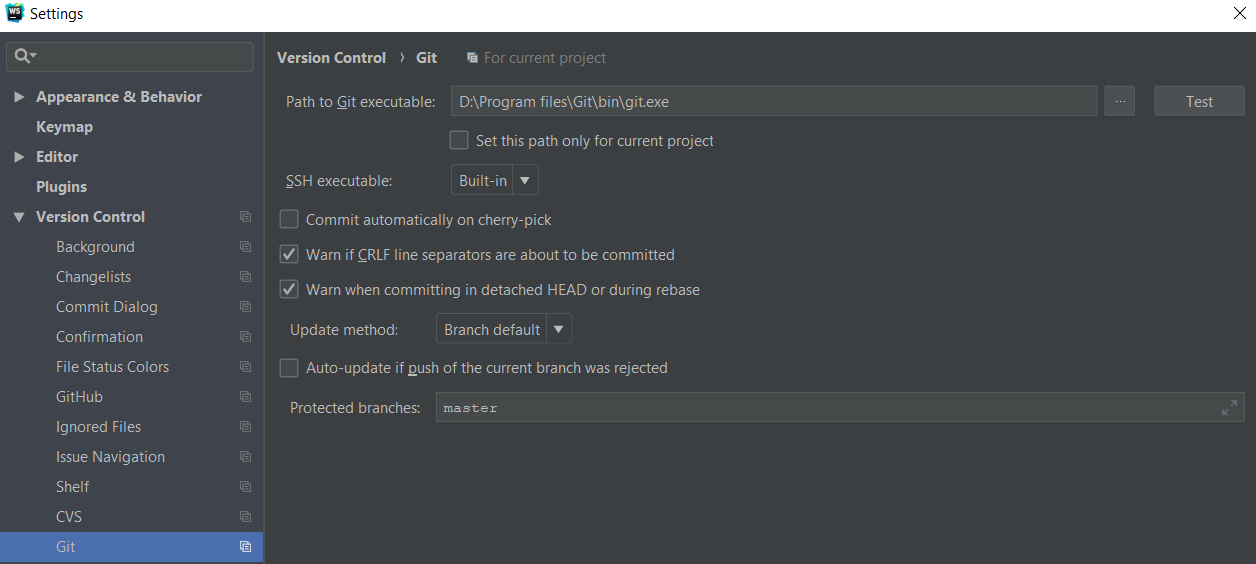 WS
Settings
Appearance & Behavior
Keymap
Editor
Plugins
Version Control
Background
Changelists
Commit Dialog
Confirmation
File Status Colors
GitHub
Ignored Files
Issue Navigation
Shelf
CVS
Git
Version Control › Git For current project
Path to Git executable: D:\Program files\Git\bin\git.exe ... Test
Set this path only for current project
SSH executable: Built-in
Commit automatically on cherry-pick
Warn if CRLF line separators are about to be committed
Warn when committing in detached HEAD or during rebase
Update method: Branch default
Auto-update if push of the current branch was rejected
Protected branches: master